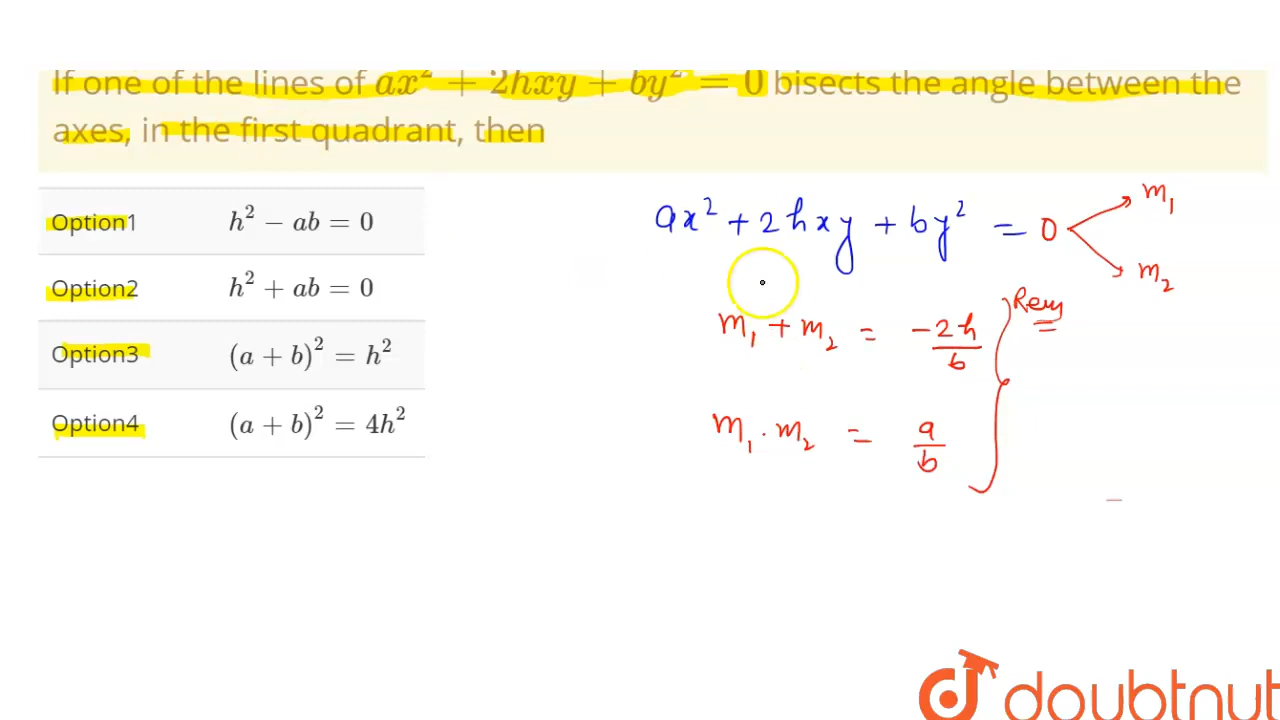 If one of the lines of ax² + 2hxy + by² = 0 bisects the angle between the
axes, in the first quadrant, then
Option1 h² − ab = 0
Option2 h² + ab = 0
Option3 (a + b)² = h²
Option4 (a + b)² = 4h²
ax² + 2hxy + by² = 0
m₁
m₂
Rem
m₁ + m₂ = -2h/b
m₁ . m₂ = a/b
doubtnut